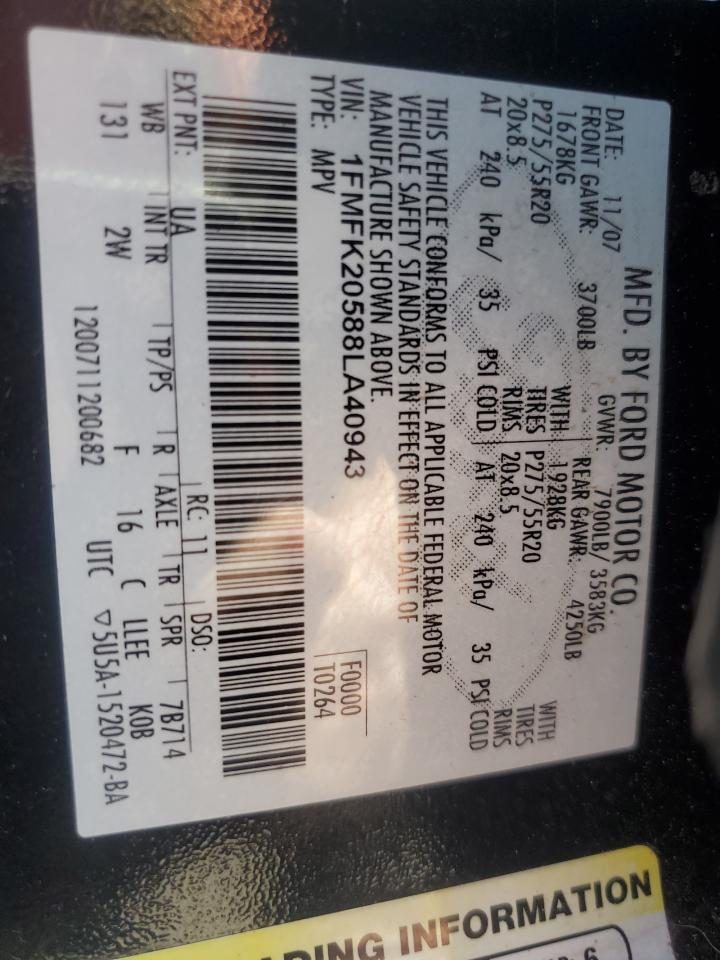 MFD. BY FORD MOTOR CO.
DATE: 11/07 GVWR: 7900LB/3583KG
FRONT GAWR: 3700LB REAR GAWR: 4250LB
1678KG WITH 1928KG WITH
P275/55R20 TIRES P275/55R20 TIRES
20x8.5 RIMS 20x8.5 RIMS
AT 240 kPa/ 35 PSI COLD AT 240 kPa/ 35 PSI COLD
THIS VEHICLE CONFORMS TO ALL APPLICABLE FEDERAL MOTOR
VEHICLE SAFETY STANDARDS IN EFFECT ON THE DATE OF
MANUFACTURE SHOWN ABOVE.
VIN: 1FMFK20588LA40943 F0000
TYPE: MPV T0264
EXT PNT: UA RC: 11 DSO:
WB INT TR TP/PS R AXLE TR SPR 7B714
131 2W F 16 C LLEE KOB
1200711200682 UTC ▽5U5A-1520472-BA
INFORMATION